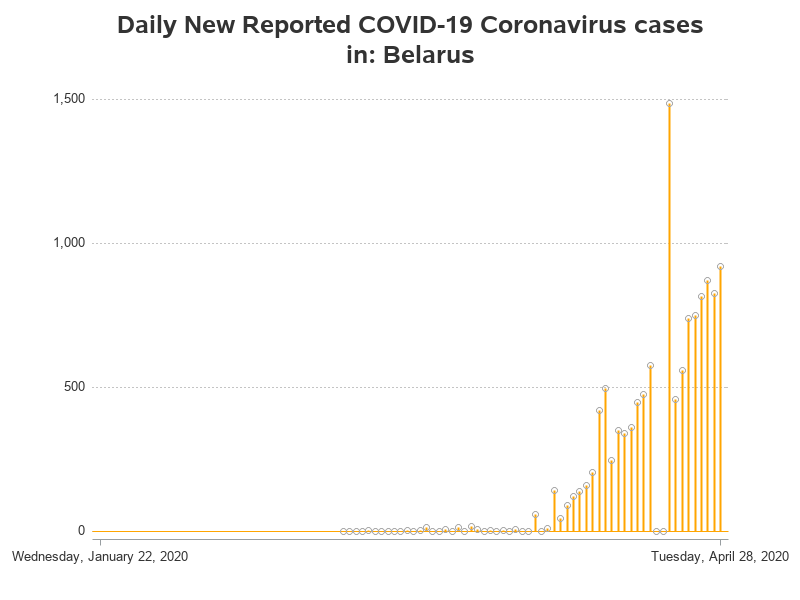 Daily New Reported COVID-19 Coronavirus cases
in: Belarus
1,500
1,000
500
0
Wednesday, January 22, 2020
Tuesday, April 28, 2020